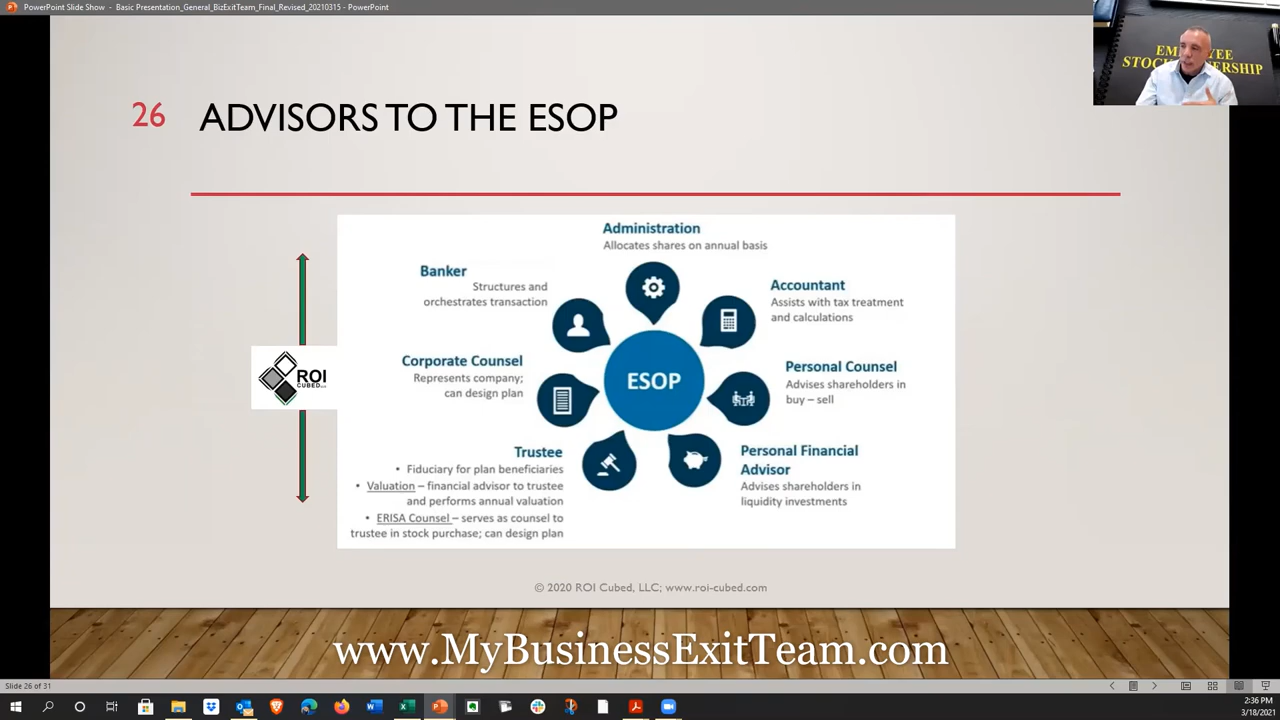 PowerPoint Slide Show - Basic Presentation_General_BizExitTeam_Final_Revised_20210315 - PowerPoint
EMPLOYEE
STOCK OWNERSHIP
26 ADVISORS TO THE ESOP
Administration
Allocates shares on annual basis
Banker
Structures and
orchestrates transaction
Accountant
Assists with tax treatment
and calculations
Corporate Counsel
Represents company;
can design plan
ESOP
Personal Counsel
Advises shareholders in
buy – sell
Trustee
• Fiduciary for plan beneficiaries
• Valuation – financial advisor to trustee
and performs annual valuation
• ERISA Counsel – serves as counsel to
trustee in stock purchase; can design plan
Personal Financial
Advisor
Advises shareholders in
liquidity investments
ROI
CUBED
© 2020 ROI Cubed, LLC; www.roi-cubed.com
www.MyBusinessExitTeam.com
Slide 26 of 31
2:36 PM
3/18/2021